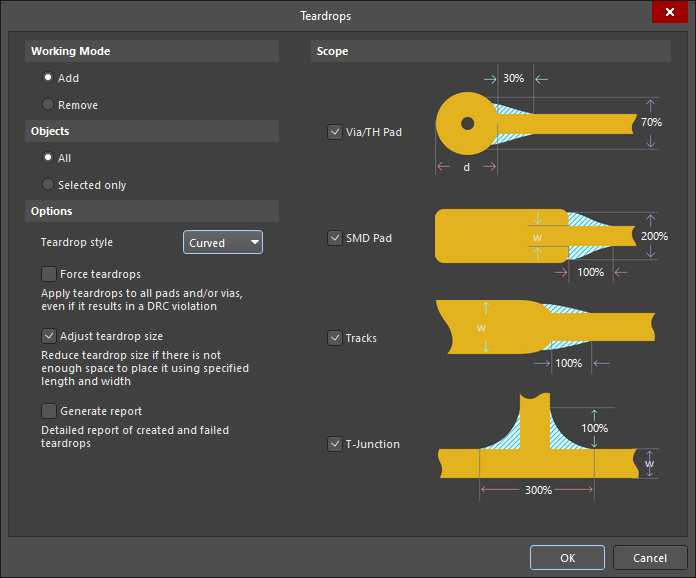 Teardrops
Working Mode
Add
Remove
Objects
All
Selected only
Options
Teardrop style
Curved
Force teardrops
Apply teardrops to all pads and/or vias,
even if it results in a DRC violation
Adjust teardrop size
Reduce teardrop size if there is not
enough space to place it using specified
length and width
Generate report
Detailed report of created and failed
teardrops
Scope
30%
Via/TH Pad
70%
d
SMD Pad
w
200%
100%
Tracks
w
100%
T-Junction
100%
w
300%
OK
Cancel